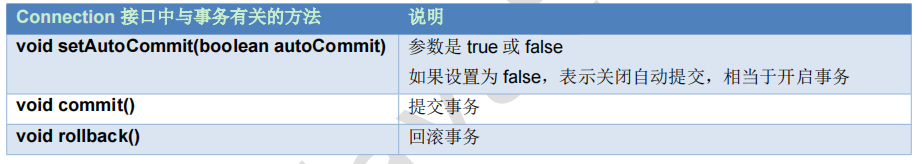 Connection 接口中与事务有关的方法 说明
void setAutoCommit(boolean autoCommit) 参数是 true 或 false
如果设置为 false，表示关闭自动提交，相当于开启事务
void commit() 提交事务
void rollback() 回滚事务